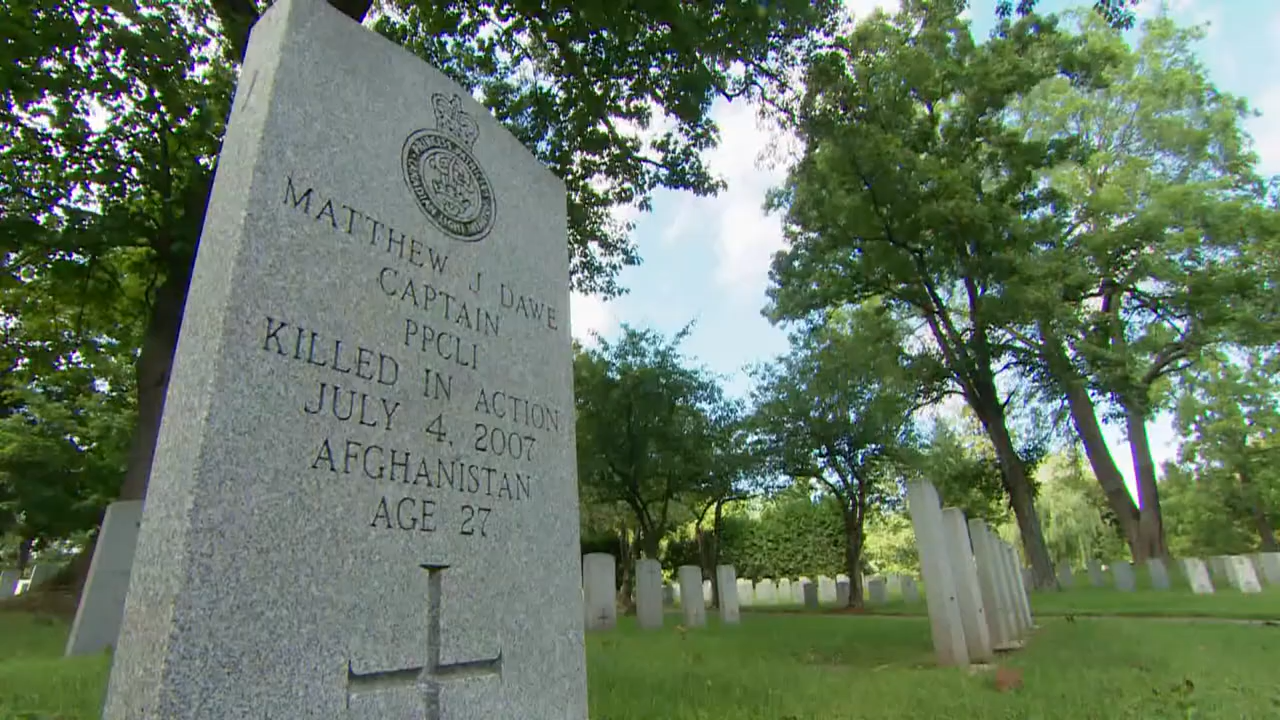 MATTHEW J DAWE
CAPTAIN
PPCLI
KILLED IN ACTION
JULY 4, 2007
AFGHANISTAN
AGE 27